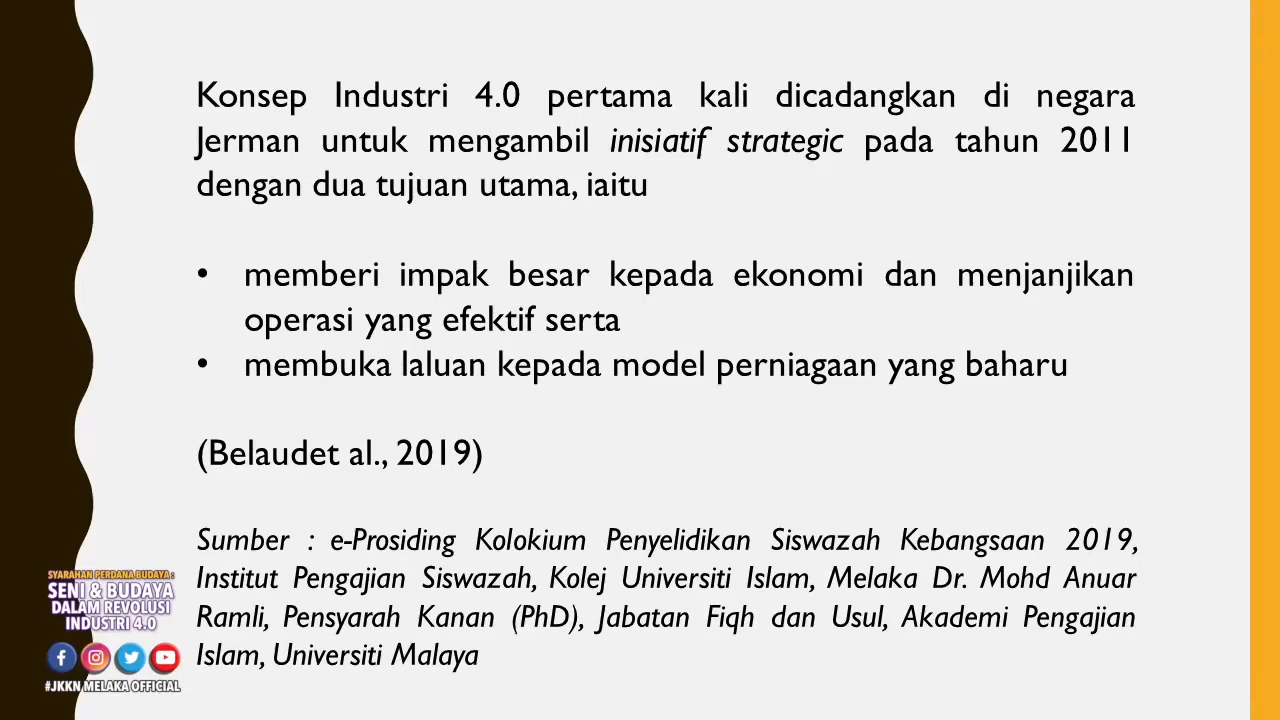 Konsep Industri 4.0 pertama kali dicadangkan di negara
Jerman untuk mengambil inisiatif strategic pada tahun 2011
dengan dua tujuan utama, iaitu
• memberi impak besar kepada ekonomi dan menjanjikan
operasi yang efektif serta
• membuka laluan kepada model perniagaan yang baharu
(Belaudet al., 2019)
Sumber : e-Prosiding Kolokium Penyelidikan Siswazah Kebangsaan 2019,
Institut Pengajian Siswazah, Kolej Universiti Islam, Melaka Dr. Mohd Anuar
Ramli, Pensyarah Kanan (PhD), Jabatan Fiqh dan Usul, Akademi Pengajian
Islam, Universiti Malaya
SYARAHAN PERDANA BUDAYA :
SENI & BUDAYA
DALAM REVOLUSI
INDUSTRI 4.0
#JKKN MELAKA OFFICIAL